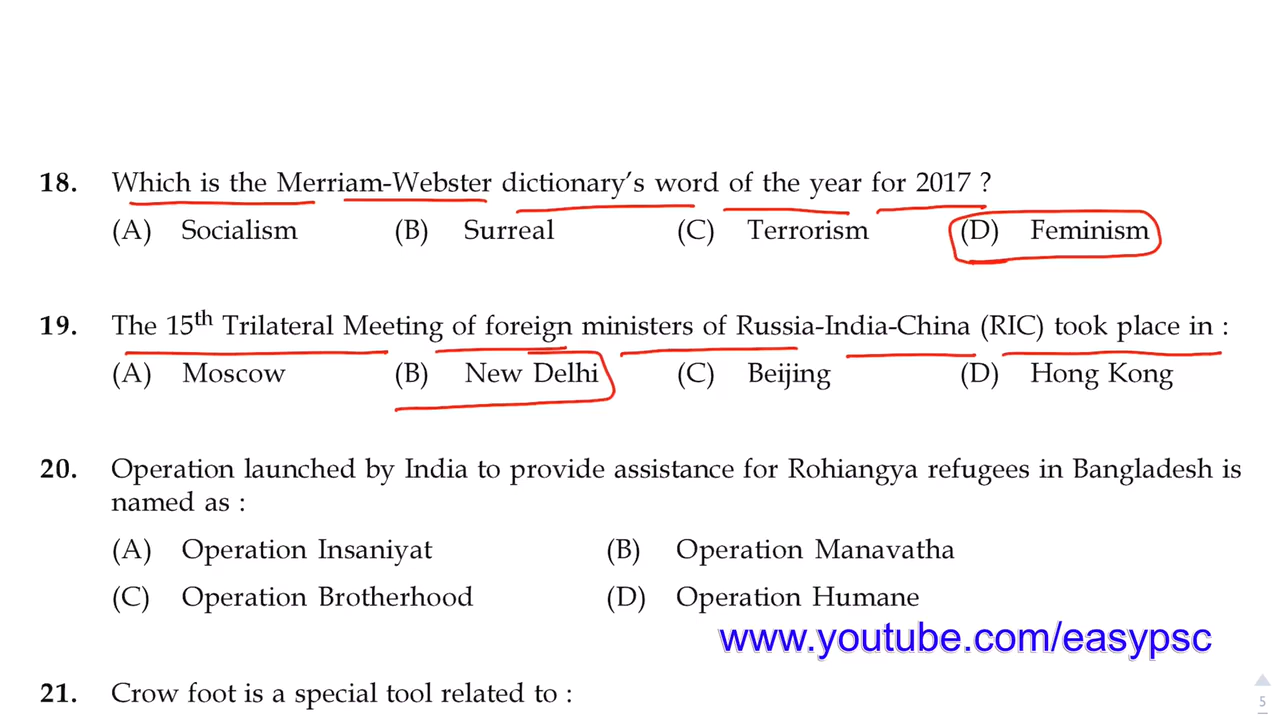 18. Which is the Merriam-Webster dictionary's word of the year for 2017 ?
(A) Socialism (B) Surreal (C) Terrorism (D) Feminism
19. The 15th Trilateral Meeting of foreign ministers of Russia-India-China (RIC) took place in :
(A) Moscow (B) New Delhi (C) Beijing (D) Hong Kong
20. Operation launched by India to provide assistance for Rohiangya refugees in Bangladesh is
named as :
(A) Operation Insaniyat (B) Operation Manavatha
(C) Operation Brotherhood (D) Operation Humane
www.youtube.com/easypsc
21. Crow foot is a special tool related to :
5